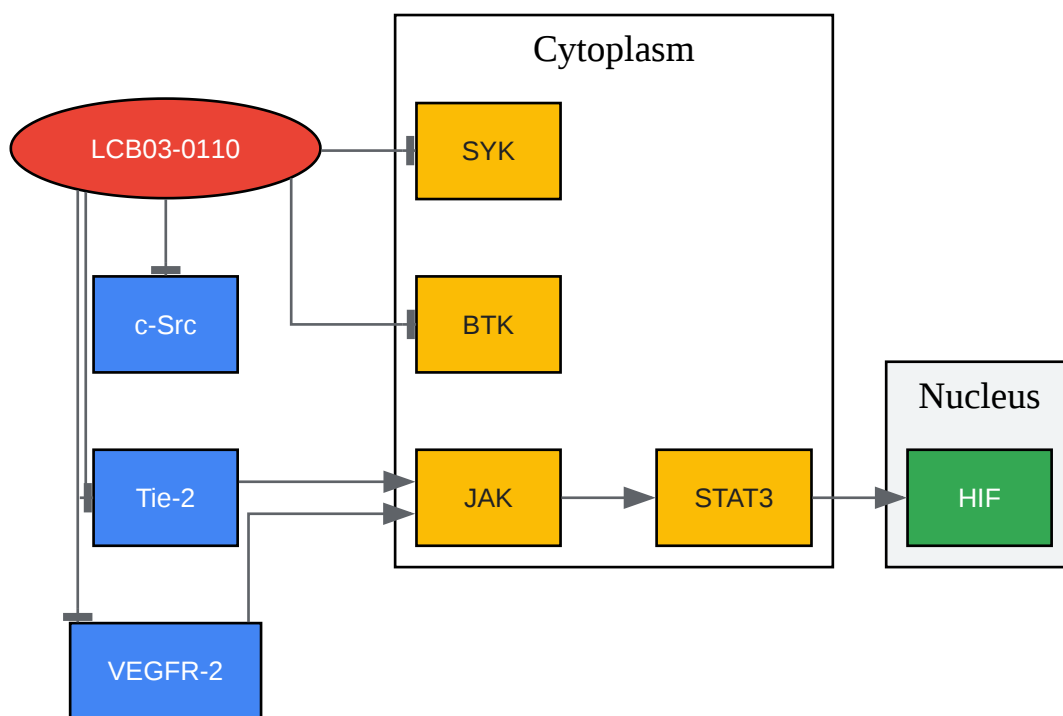 Cytoplasm
LCB03-0110
SYK
c-Src
BTK
Nucleus
Tie-2
JAK
STAT3
HIF
VEGFR-2